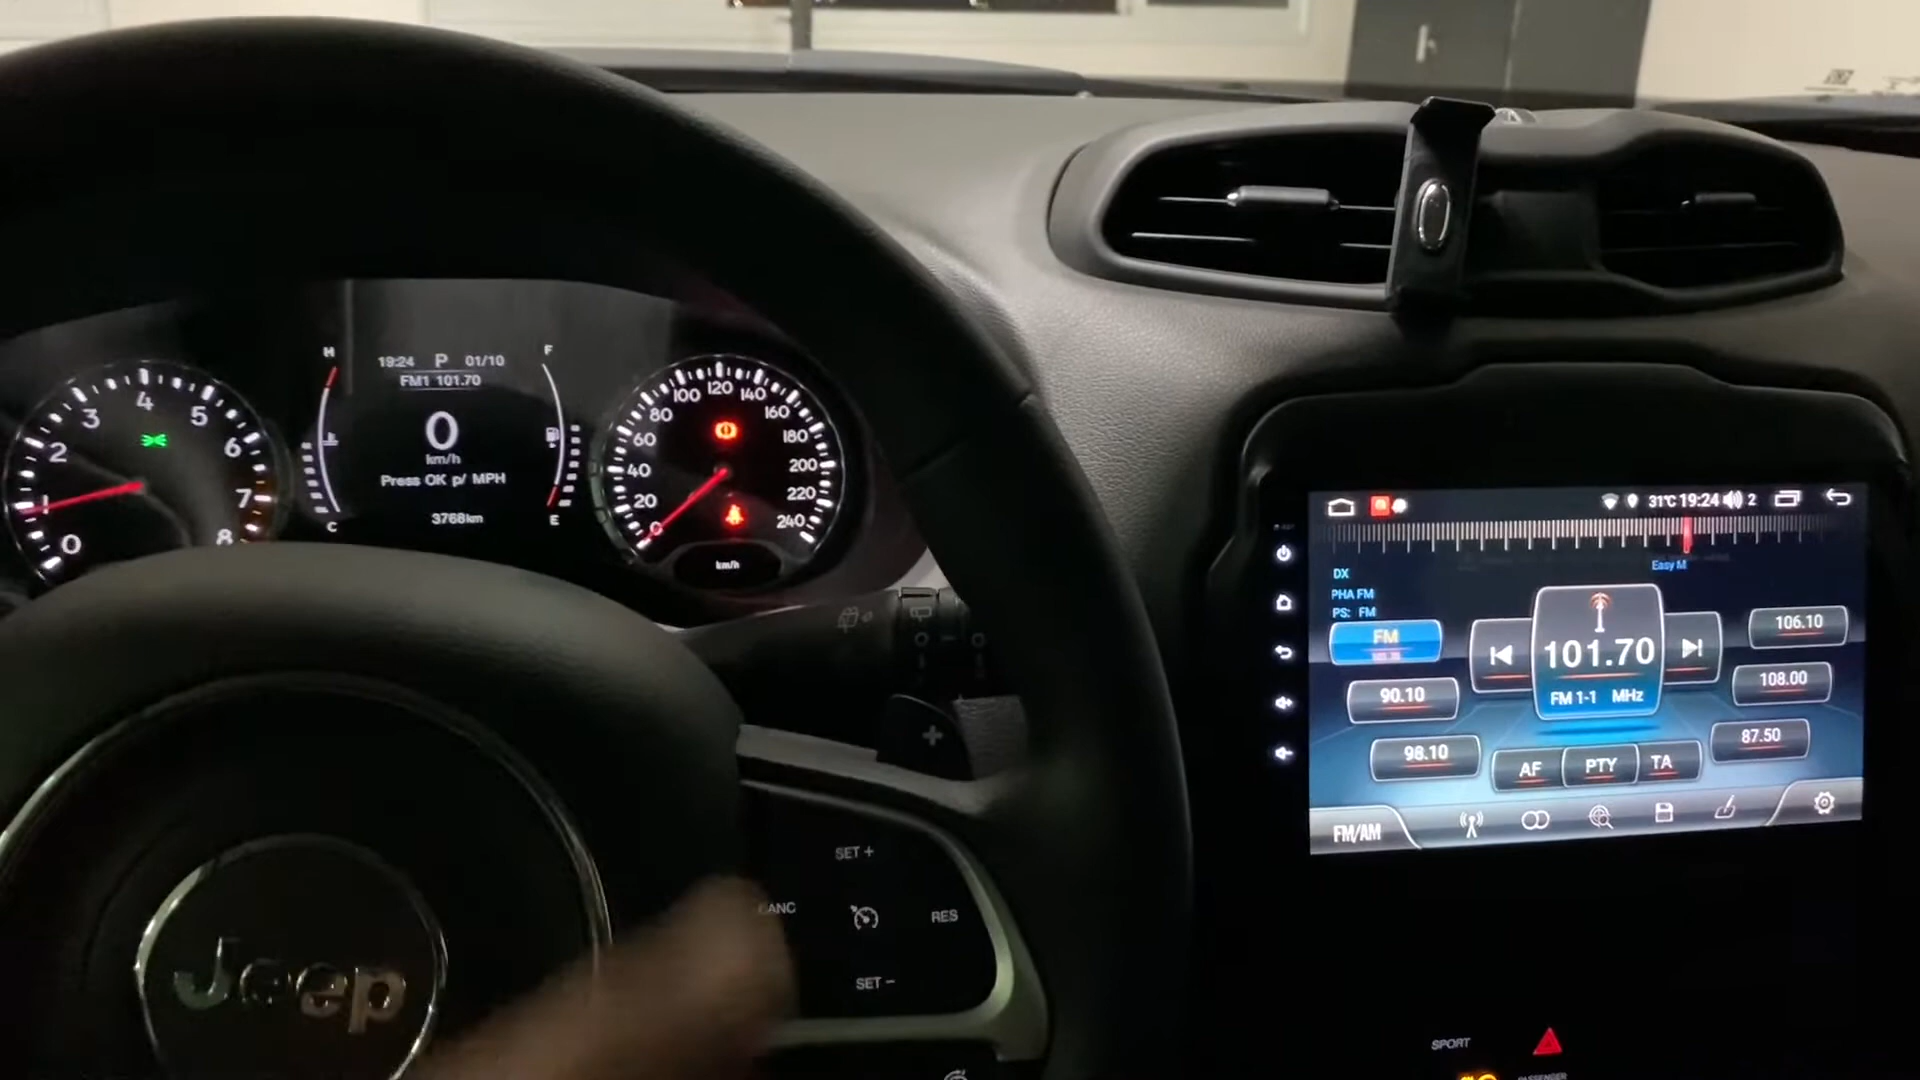 H
F
19:24 P 01/10
FM1 101.70
0
km/h
Press OK p/ MPH
3768km
C
E
0
1
2
3
4
5
6
7
8
0
20
40
60
80
100
120
140
160
180
200
220
240
km/h
+
SET +
CANC
RES
SET -
Jeep
31°C 19:24 2
Easy M
DX
PHA FM
PS: FM
FM
101.70
FM 1-1 MHz
106.10
90.10
108.00
98.10
87.50
AF
PTY
TA
FM/AM
SPORT
PASSENGER